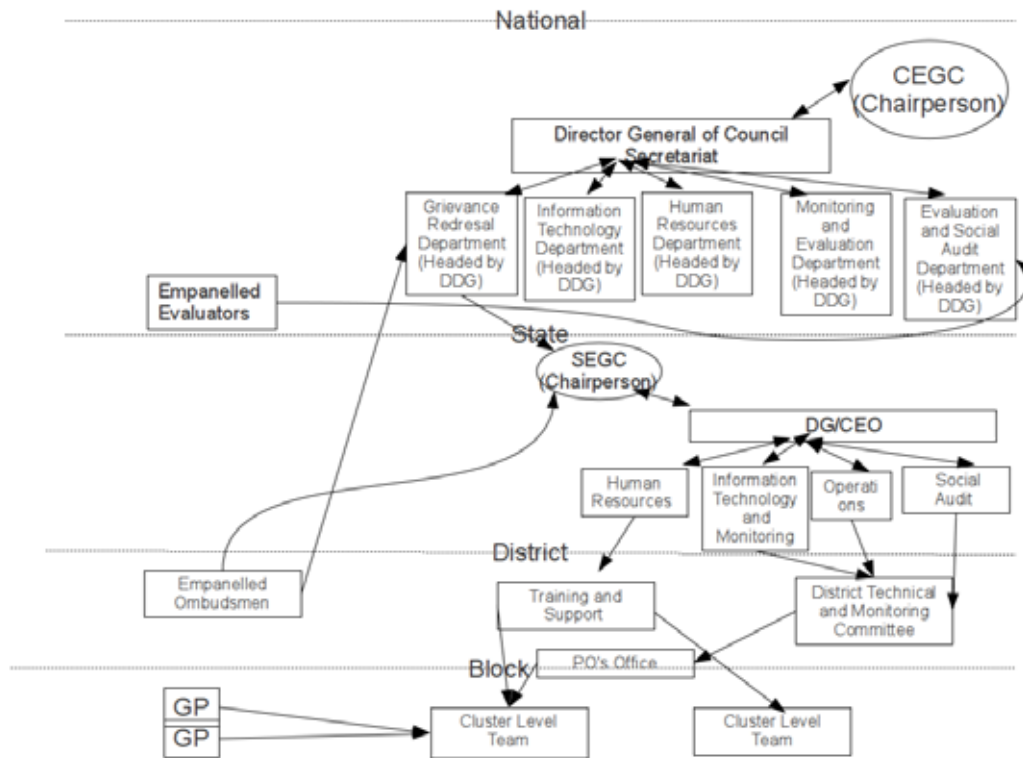 National
CEGC
(Chairperson)
Director General of Council
Secretariat
Grievance
Redresal
Department
(Headed by
DDG)
Information
Technology
Department
(Headed by
DDG)
Human
Resources
Department
(Headed by
DDG)
Monitoring
and
Evaluation
Department
(Headed by
DDG)
Evaluation
and Social
Audit
Department
(Headed by
DDG)
Empanelled
Evaluators
State
SEGC
(Chairperson)
DG/CEO
Human
Resources
Information
Technology
and
Monitoring
Operati
ons
Social
Audit
District
Empanelled
Ombudsmen
Training and
Support
District Technical
and Monitoring
Committee
P.O's Office
Block
GP
GP
Cluster Level
Team
Cluster Level
Team